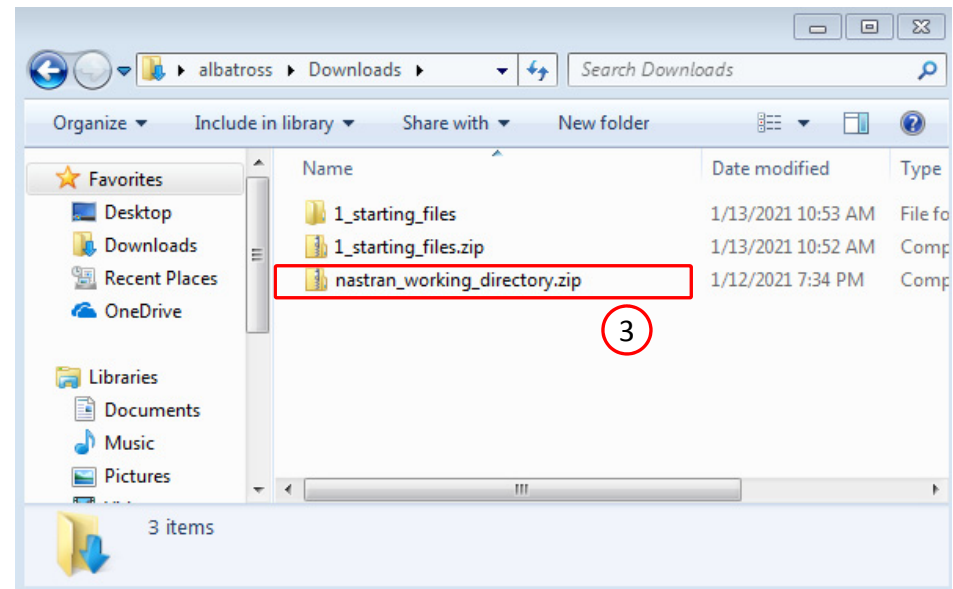 albatross Downloads Search Downloads
Organize Include in library Share with New folder
Name Date modified Type
Favorites
Desktop 1_starting_files 1/13/2021 10:53 AM File fo
Downloads 1_starting_files.zip 1/13/2021 10:52 AM Comp
Recent Places nastran_working_directory.zip 1/12/2021 7:34 PM Comp
OneDrive
3
Libraries
Documents
Music
Pictures
3 items